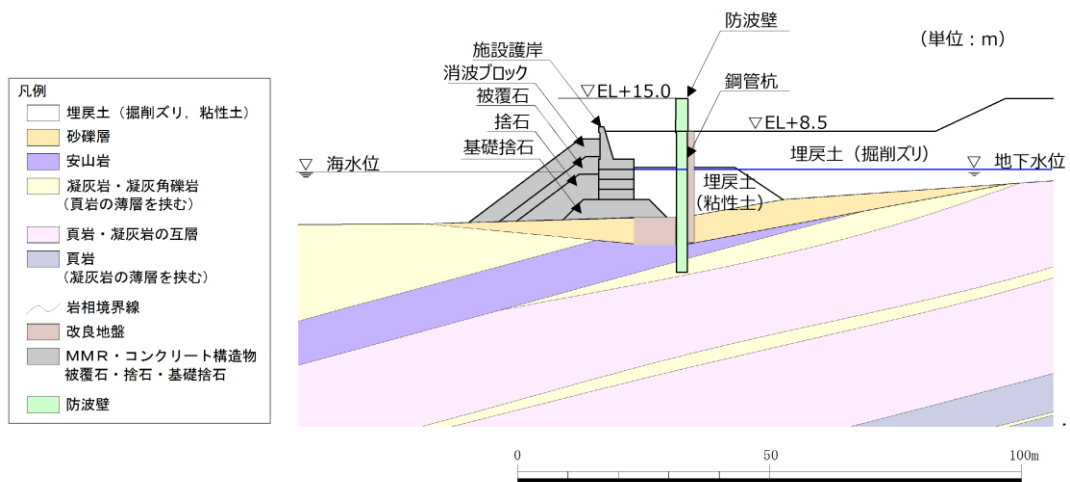 防波壁
（単位：m）
施設護岸
消波ブロック
鋼管杭
▽EL+15.0
被覆石
捨石
▽EL+8.5
基礎捨石
▽ 海水位
埋戻土（掘削ズリ）
▽ 地下水位
埋戻土
（粘性土）
凡例
埋戻土（掘削ズリ，粘性土）
砂礫層
安山岩
凝灰岩・凝灰角礫岩
（頁岩の薄層を挟む）
頁岩・凝灰岩の互層
頁岩
（凝灰岩の薄層を挟む）
岩相境界線
改良地盤
ＭＭＲ・コンクリート構造物
被覆石・捨石・基礎捨石
防波壁
0 50 100m